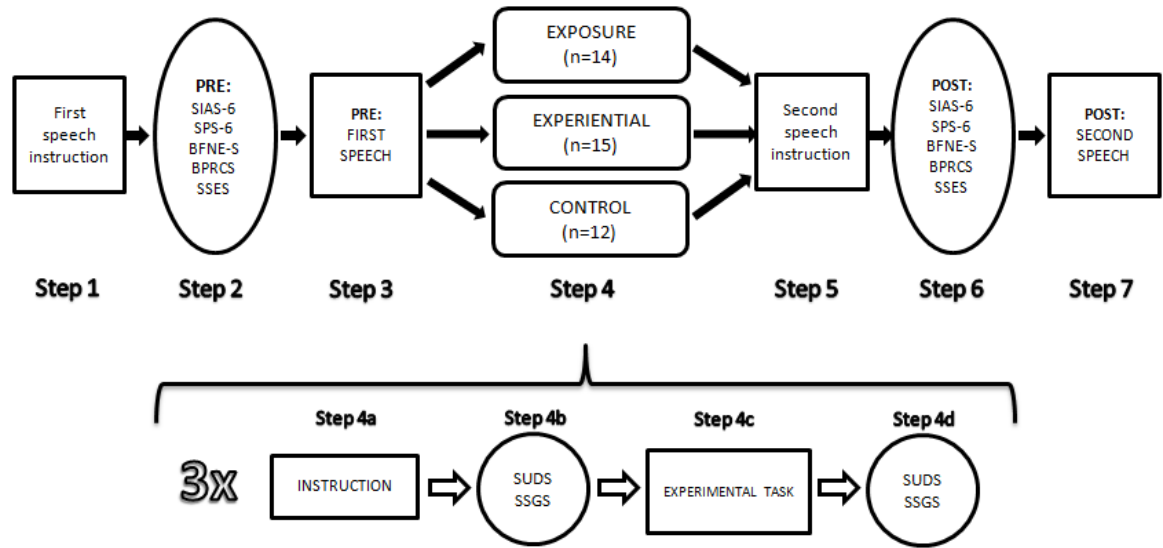 First
speech
instruction
PRE:
SIAS-6
SPS-6
BFNE-S
BPRCS
SSES
PRE:
FIRST
SPEECH
EXPOSURE
(n=14)
EXPERIENTIAL
(n=15)
CONTROL
(n=12)
Second
speech
instruction
POST:
SIAS-6
SPS-6
BFNE-S
BPRCS
SSES
POST:
SECOND
SPEECH
Step 1
Step 2
Step 3
Step 4
Step 5
Step 6
Step 7
Step 4a
Step 4b
Step 4c
Step 4d
3x
INSTRUCTION
SUDS
SSGS
EXPERIMENTAL TASK
SUDS
SSGS